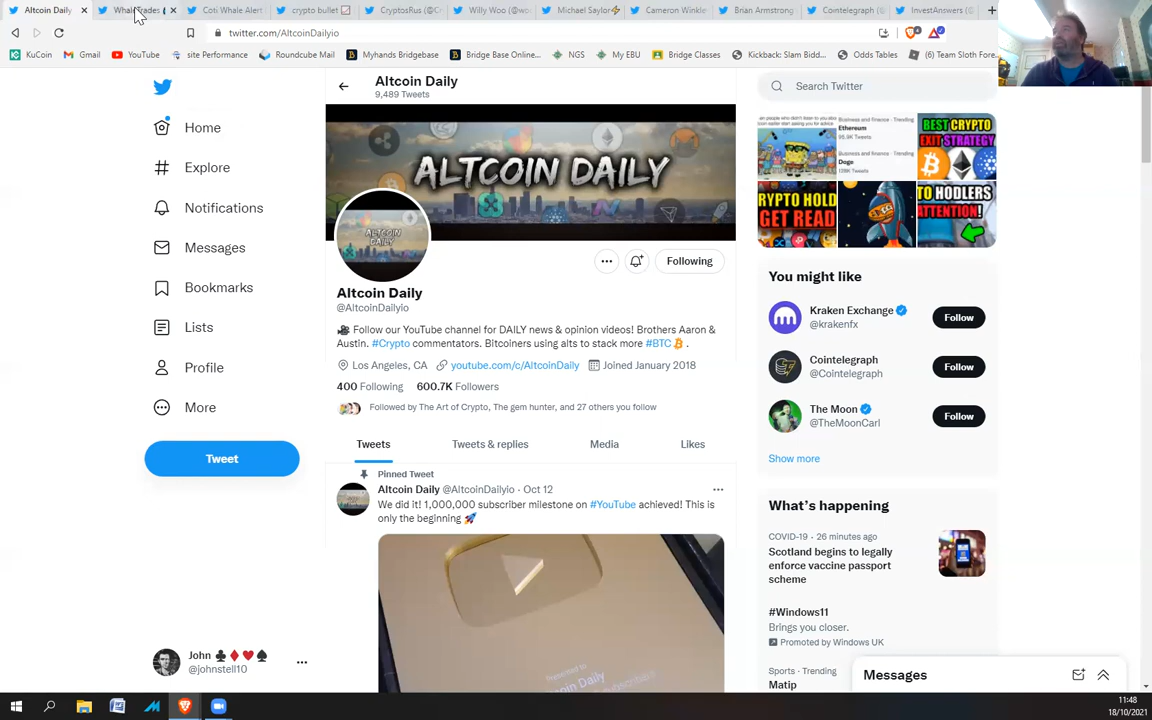 Altcoin Daily
Whale Trades
Coti Whale Alert
crypto bullet
CryptosRus (@C
Willy Woo (@wo
Michael Saylor⚡
Cameron Winkle
Brian Armstrong
Cointelegraph (
InvestAnswers (
twitter.com/AltcoinDailyio
KuCoin
Gmail
YouTube
site Performance
Roundcube Mail
Myhands Bridgebase
Bridge Base Online...
NGS
My EBU
Bridge Classes
Kickback: Slam Bidd...
Odds Tables
(6) Team Sloth Fore
Altcoin Daily
9,489 Tweets
Search Twitter
Home
Explore
Notifications
Messages
Bookmarks
Lists
Profile
More
Tweet
ALTCOIN DAILY
ALTCOIN
DAILY
Following
Altcoin Daily
@AltcoinDailyio
🎥 Follow our YouTube channel for DAILY news & opinion videos! Brothers Aaron &
Austin. #Crypto commentators. Bitcoiners using alts to stack more #BTC .
Los Angeles, CA youtube.com/c/AltcoinDaily Joined January 2018
400 Following 600.7K Followers
Followed by The Art of Crypto, The gem hunter, and 27 others you follow
Tweets
Tweets & replies
Media
Likes
Pinned Tweet
Altcoin Daily @AltcoinDailyio · Oct 12
We did it! 1,000,000 subscriber milestone on #YouTube achieved! This is
only the beginning 🚀
Ethereum
Doge
BEST CRYPTO
EXIT STRATEGY
RYPTO HOLD
GET READ
TO HODLERS
ATTENTION!
You might like
Kraken Exchange
@krakenfx
Follow
Cointelegraph
@Cointelegraph
Follow
The Moon
@TheMoonCarl
Follow
Show more
What's happening
COVID-19 · 26 minutes ago
Scotland begins to legally
enforce vaccine passport
scheme
#Windows11
Brings you closer.
Promoted by Windows UK
Sports · Trending
Matip
Messages
John ♣♦♥♠
@johnstell10
11:48
18/10/2021